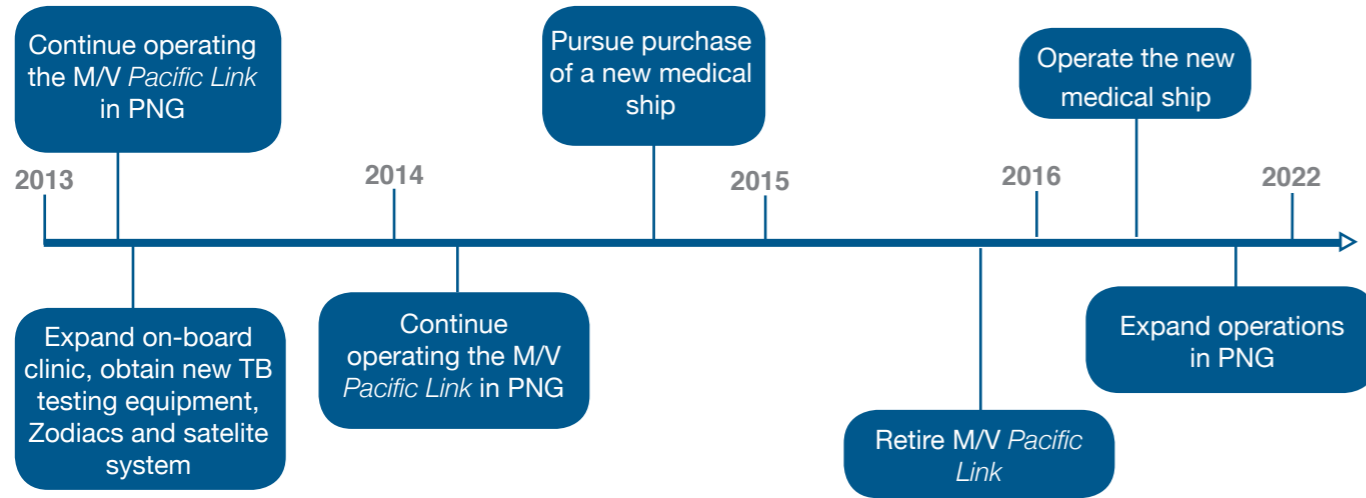 Continue operating
the M/V Pacific Link
in PNG
Pursue purchase
of a new medical
ship
Operate the new
medical ship
2013
2014
2015
2016
2022
Expand on-board
clinic, obtain new TB
testing equipment,
Zodiacs and satelite
system
Continue
operating the M/V
Pacific Link in PNG
Retire M/V Pacific
Link
Expand operations
in PNG